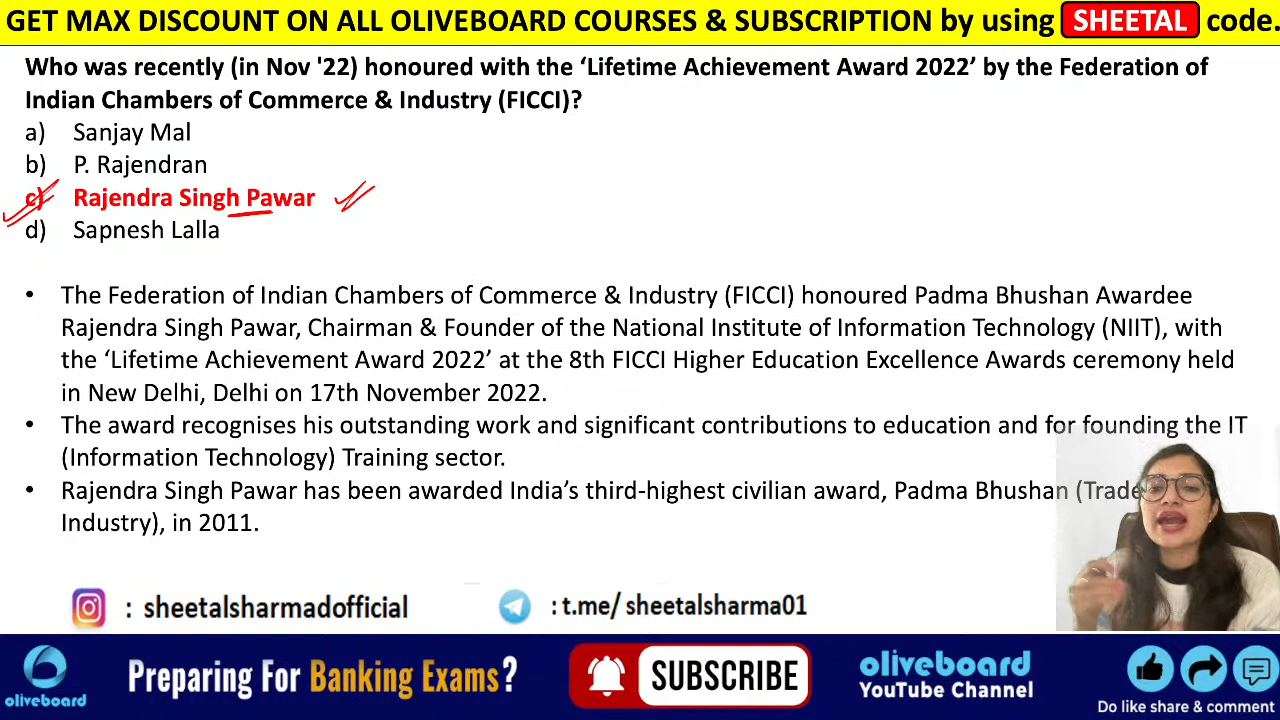 GET MAX DISCOUNT ON ALL OLIVEBOARD COURSES & SUBSCRIPTION by using SHEETAL code.
Who was recently (in Nov '22) honoured with the ‘Lifetime Achievement Award 2022’ by the Federation of
Indian Chambers of Commerce & Industry (FICCI)?
a) Sanjay Mal
b) P. Rajendran
c) Rajendra Singh Pawar
d) Sapnesh Lalla
• The Federation of Indian Chambers of Commerce & Industry (FICCI) honoured Padma Bhushan Awardee
Rajendra Singh Pawar, Chairman & Founder of the National Institute of Information Technology (NIIT), with
the ‘Lifetime Achievement Award 2022’ at the 8th FICCI Higher Education Excellence Awards ceremony held
in New Delhi, Delhi on 17th November 2022.
• The award recognises his outstanding work and significant contributions to education and for founding the IT
(Information Technology) Training sector.
• Rajendra Singh Pawar has been awarded India’s third-highest civilian award, Padma Bhushan (Trade
Industry), in 2011.
: sheetalsharmadofficial
: t.me/ sheetalsharma01
oliveboard
Preparing For Banking Exams?
SUBSCRIBE
oliveboard
YouTube Channel
Do like share & comment